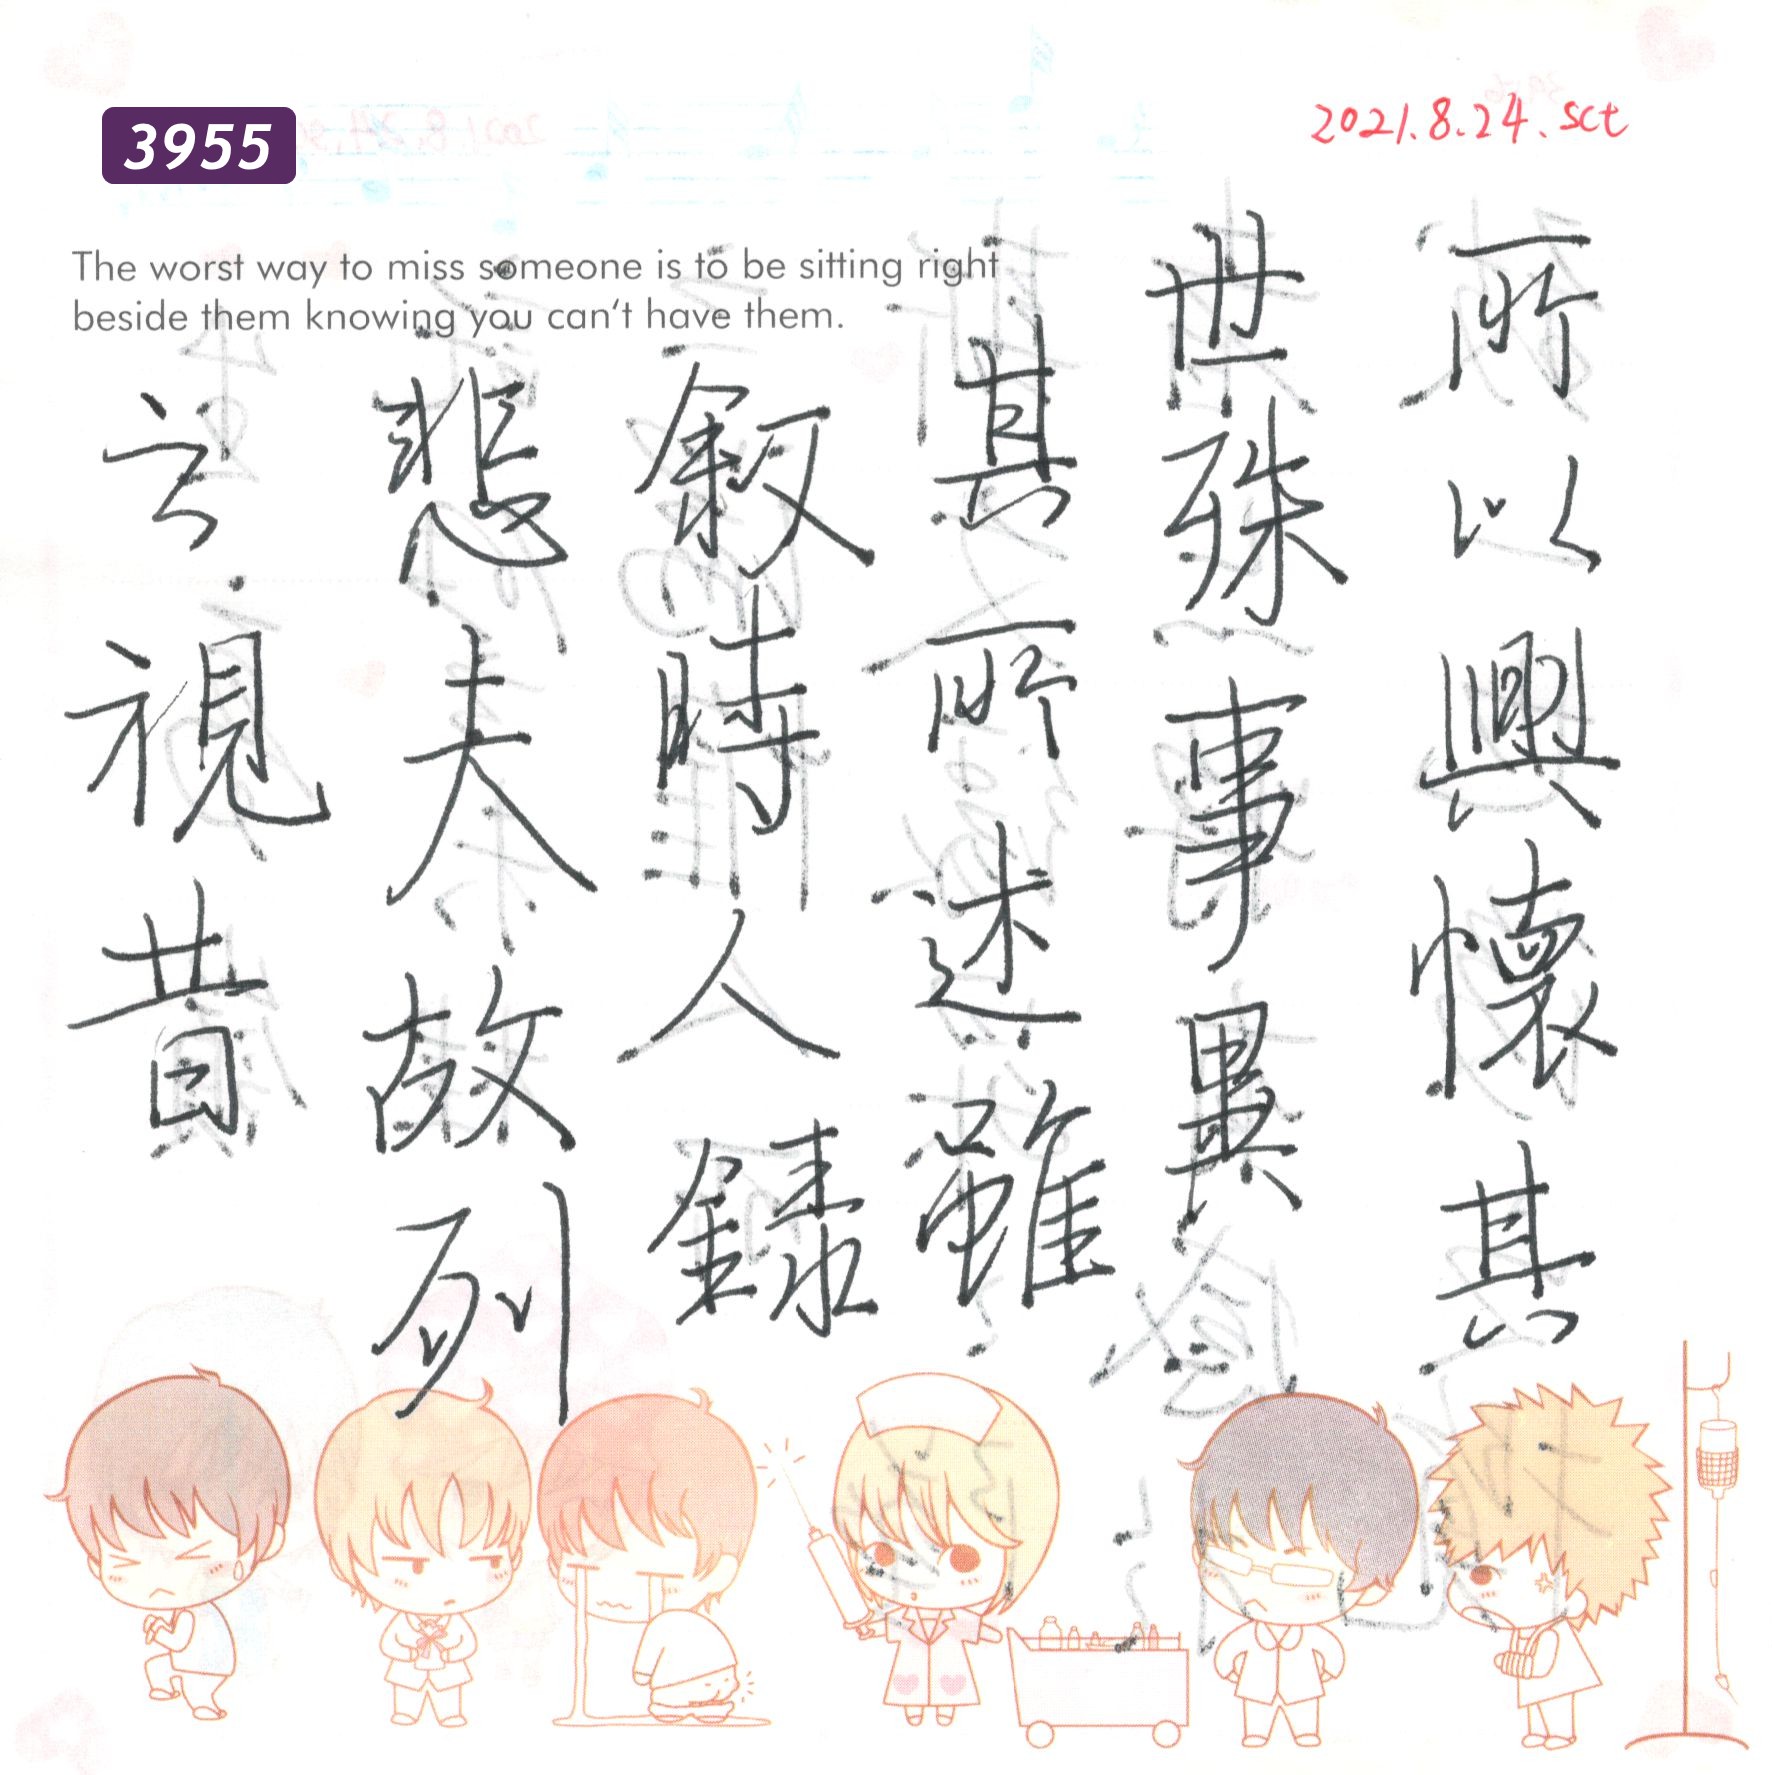 3955
2021.8.24.sct
The worst way to miss someone is to be sitting right
beside them knowing you can't have them.
之視昔
悲夫故列
叙時人録
其所述雖
世殊事異
所以興懷其